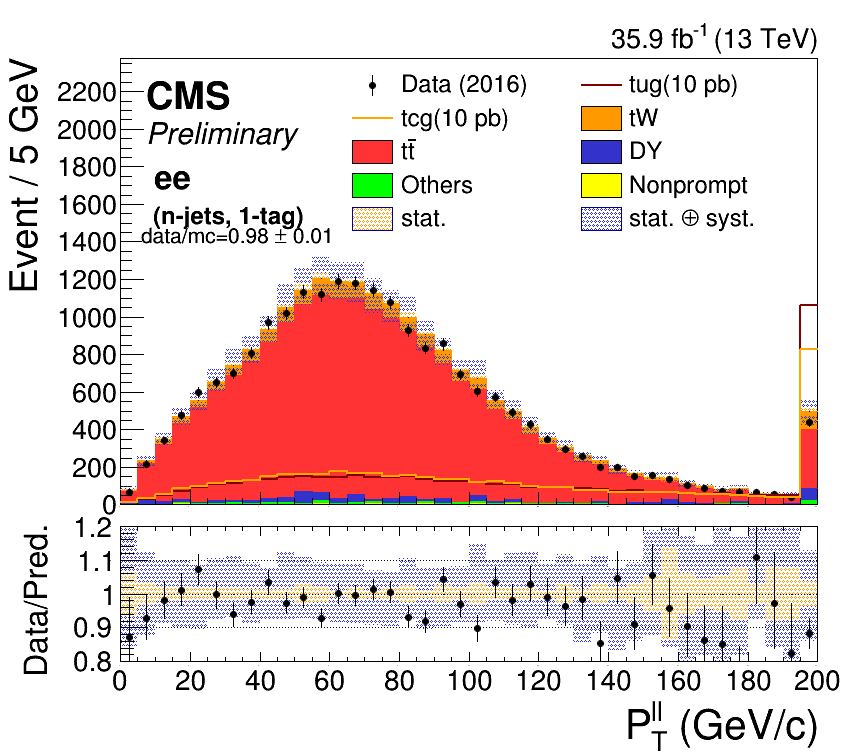 35.9 fb⁻¹ (13 TeV)
Event / 5 GeV
CMS
Preliminary
ee
(n-jets, 1-tag)
data/mc=0.98 ± 0.01
Data (2016)
tug(10 pb)
tcg(10 pb)
tW
tt̄
DY
Others
Nonprompt
stat.
stat. ⊕ syst.
2200
2000
1800
1600
1400
1200
1000
800
600
400
200
0
Data/Pred.
1.2
1.1
1
0.9
0.8
0 20 40 60 80 100 120 140 160 180 200
P_T^ll (GeV/c)